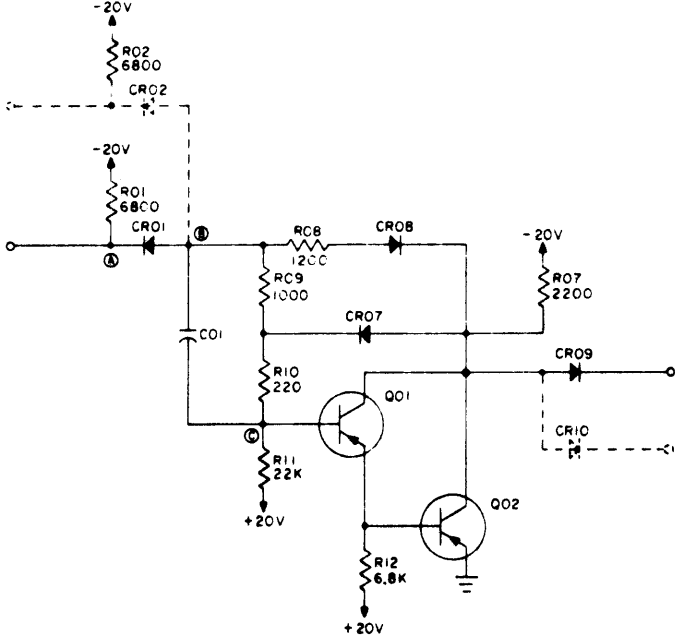 -20V
R02
6800
CR02
-20V
R01
6800
CR01
B
A
R08
1200
CR08
-20V
R07
2200
R09
1000
CR07
C01
CR09
R10
220
Q01
CR10
C
R11
22K
+20V
Q02
R12
6.8K
+20V